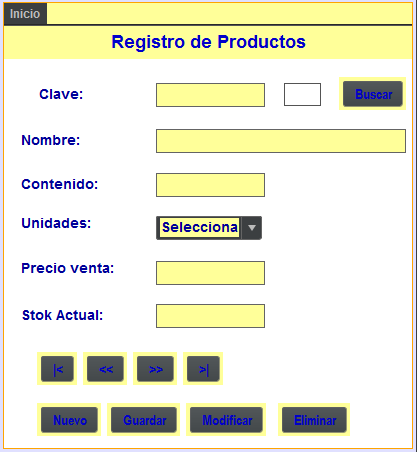 Inicio
Registro de Productos
Clave: Buscar
Nombre:
Contenido:
Unidades: Selecciona
Precio venta:
Stok Actual:
|< << >> >|
Nuevo Guardar Modificar Eliminar